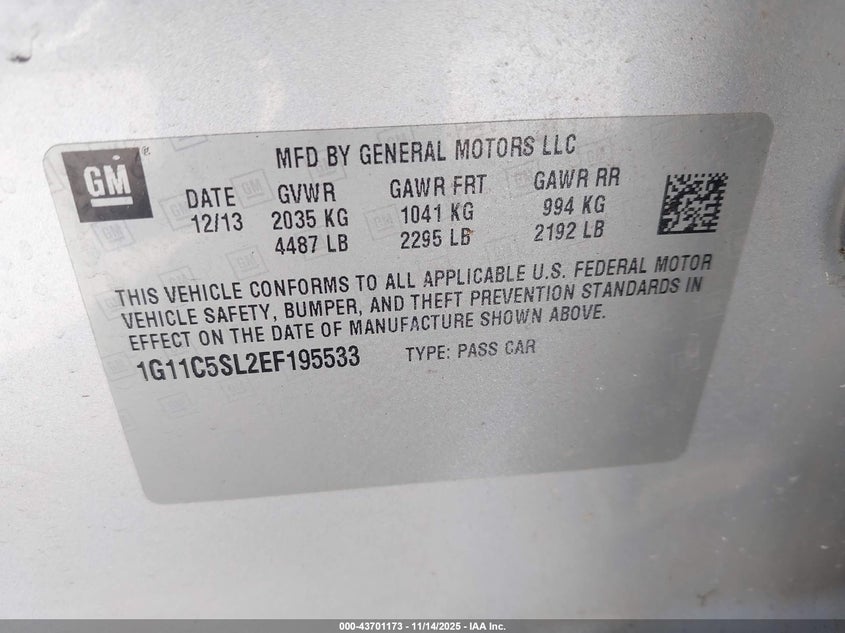 GM ®
MFD BY GENERAL MOTORS LLC
DATE GVWR GAWR FRT GAWR RR
12/13 2035 KG 1041 KG 994 KG
4487 LB 2295 LB 2192 LB
THIS VEHICLE CONFORMS TO ALL APPLICABLE U.S. FEDERAL MOTOR
VEHICLE SAFETY, BUMPER, AND THEFT PREVENTION STANDARDS IN
EFFECT ON THE DATE OF MANUFACTURE SHOWN ABOVE.
1G11C5SL2EF195533 TYPE: PASS CAR
000-43701173 - 11/14/2025 - IAA Inc.